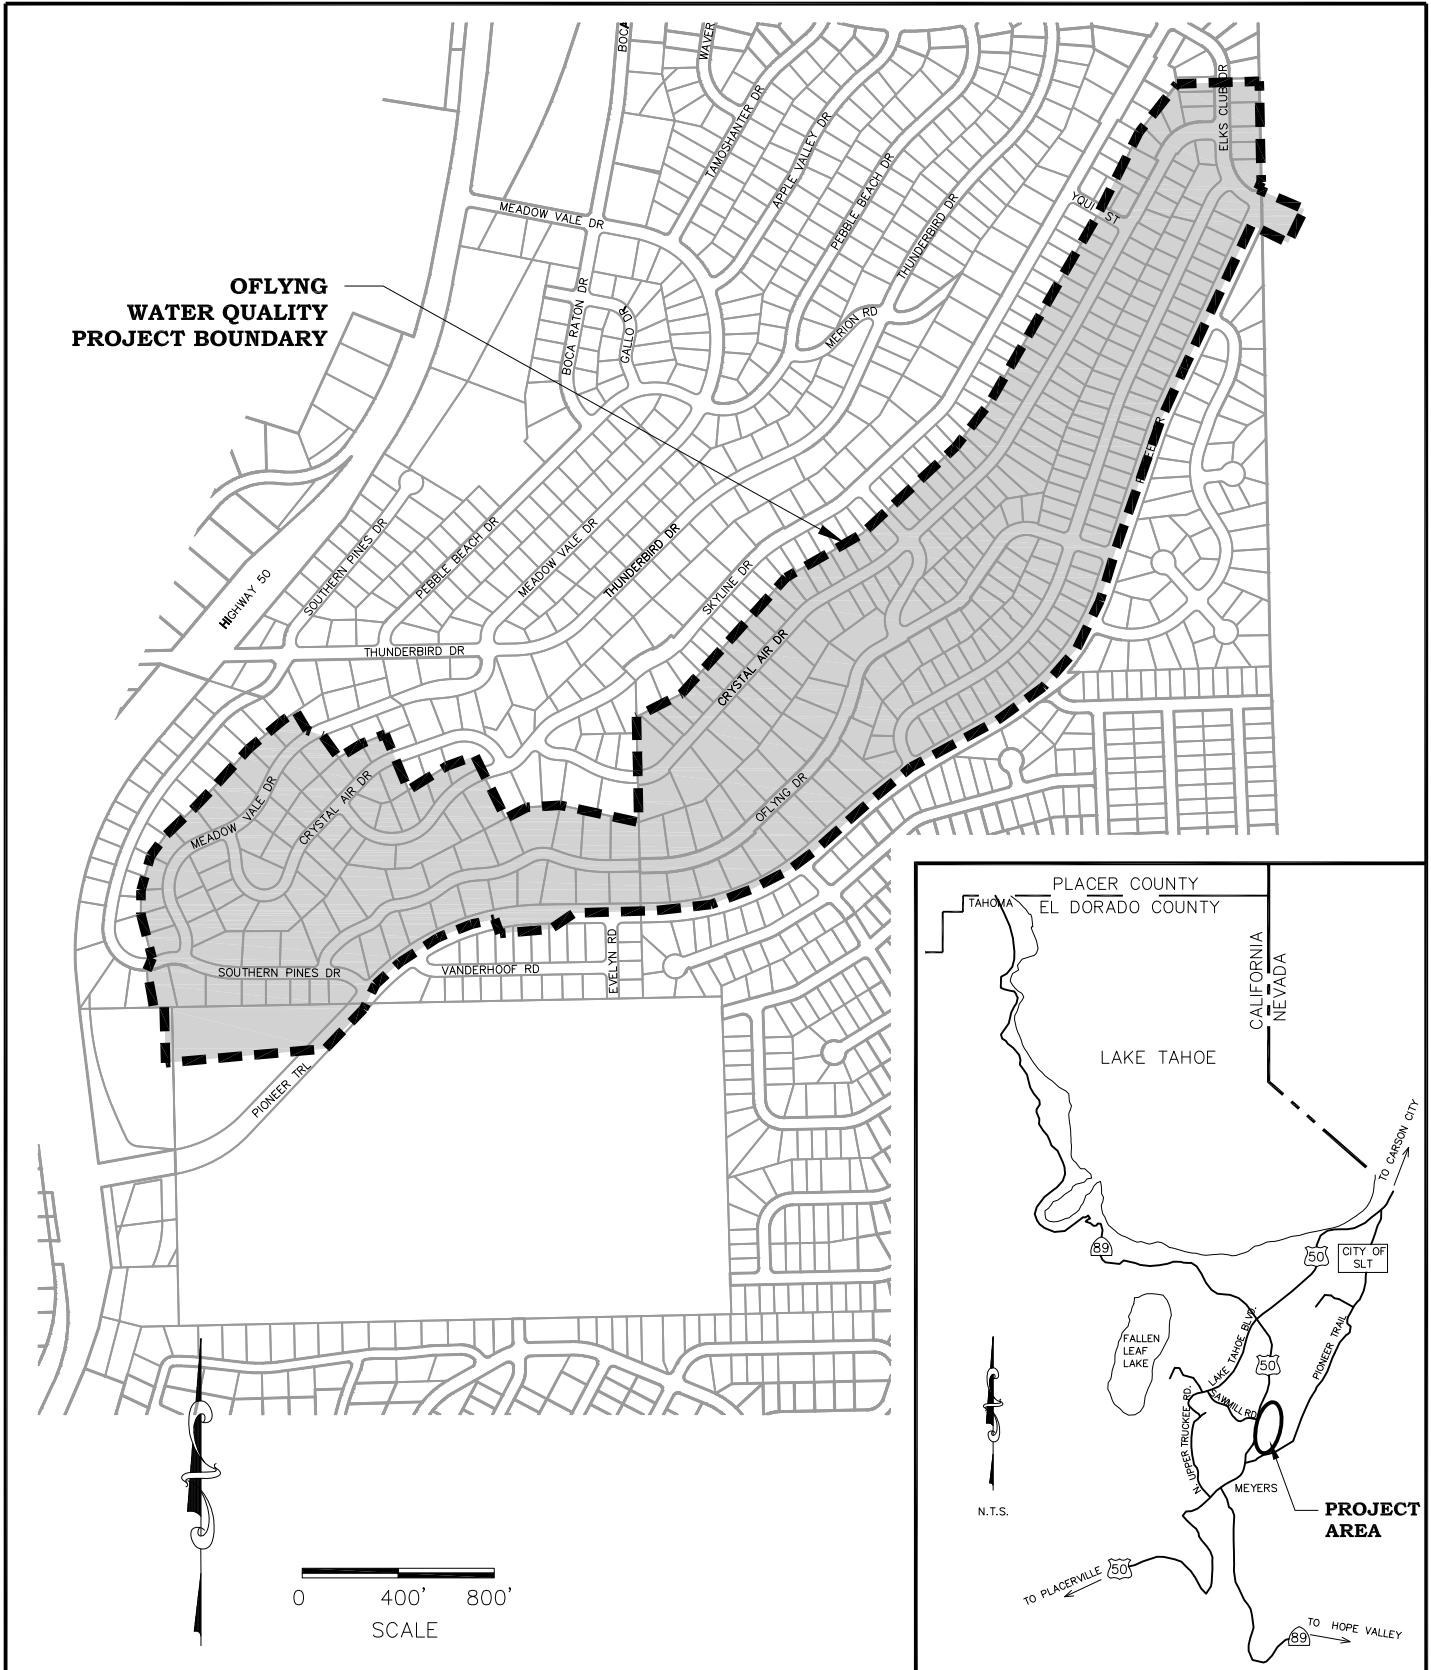 BOCA
WAVER
ELKS CLUB DR
TAMOSHANTER DR
APPLE VALLEY DR
PEBBLE BEACH DR
THUNDERBIRD DR
YQUI ST
MEADOW VALE DR
OFLYNG
WATER QUALITY
PROJECT BOUNDARY
BOCA RATON DR
GALLO DR
MERION RD
HIGHWAY 50
SOUTHERN PINES DR
PEBBLE BEACH DR
MEADOW VALE DR
THUNDERBIRD DR
SKYLINE DR
THUNDERBIRD DR
CRYSTAL AIR DR
MEADOW VALE DR
CRYSTAL AIR DR
OFLYNG DR
SOUTHERN PINES DR
VANDERHOOF RD
EVELYN RD
PIONEER TRL
0 400' 800'
SCALE
PLACER COUNTY
TAHOMA
EL DORADO COUNTY
CALIFORNIA
NEVADA
LAKE TAHOE
TO CARSON CITY
89
50
CITY OF
SLT
FALLEN
LEAF
LAKE
LAKE TAHOE BLVD.
50
PIONEER TRAIL
SAWMILL RD.
N. UPPER TRUCKEE RD.
MEYERS
N.T.S.
PROJECT
AREA
TO PLACERVILLE
50
TO HOPE VALLEY
89